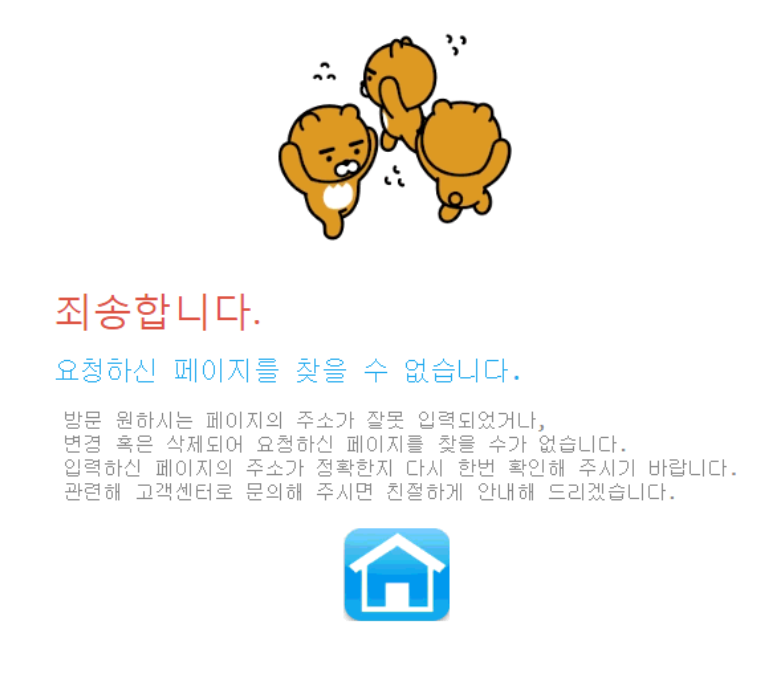 죄송합니다.
요청하신 페이지를 찾을 수 없습니다.
방문 원하시는 페이지의 주소가 잘못 입력되었거나,
변경 혹은 삭제되어 요청하신 페이지를 찾을 수가 없습니다.
입력하신 페이지의 주소가 정확한지 다시 한번 확인해 주시기 바랍니다.
관련해 고객센터로 문의해 주시면 친절하게 안내해 드리겠습니다.